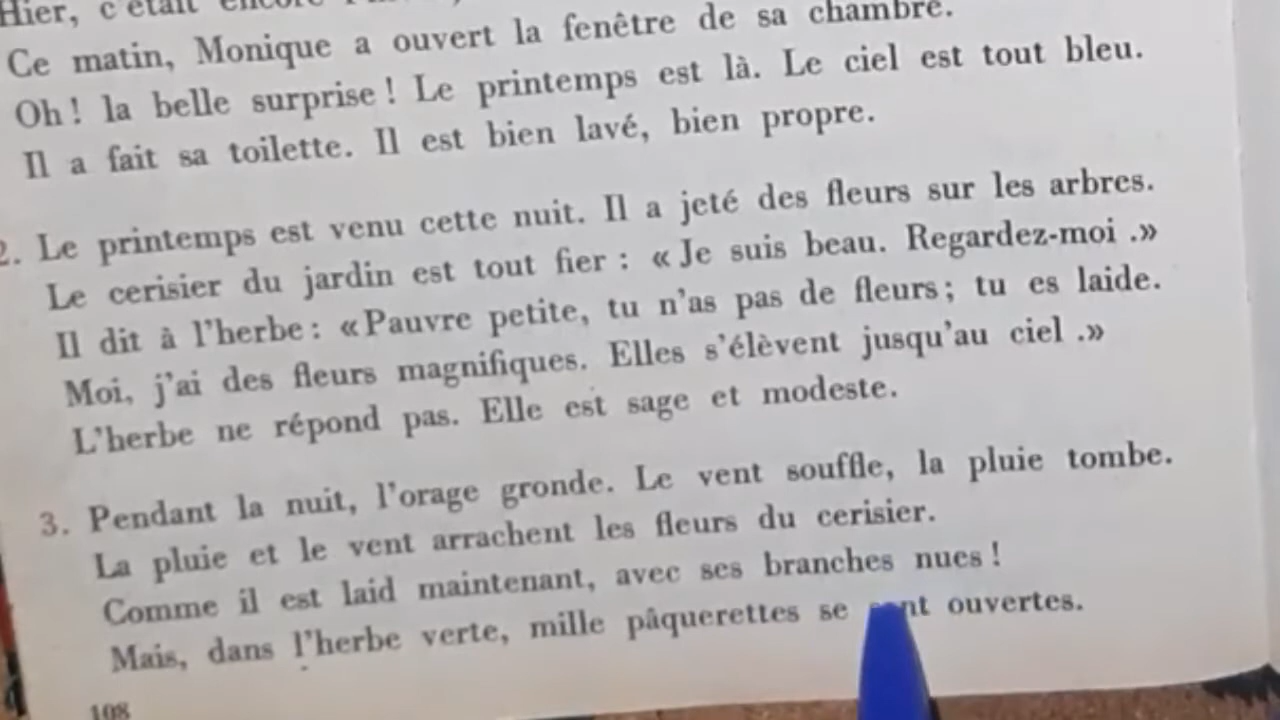 Hier, c'était encore
Ce matin, Monique a ouvert la fenêtre de sa chambre.
Oh! la belle surprise! Le printemps est là. Le ciel est tout bleu.
Il a fait sa toilette. Il est bien lavé, bien propre.
2. Le printemps est venu cette nuit. Il a jeté des fleurs sur les arbres.
Le cerisier du jardin est tout fier : « Je suis beau. Regardez-moi .»
Il dit à l'herbe : « Pauvre petite, tu n'as pas de fleurs; tu es laide.
Moi, j'ai des fleurs magnifiques. Elles s'élèvent jusqu'au ciel .»
L'herbe ne répond pas. Elle est sage et modeste.
3. Pendant la nuit, l'orage gronde. Le vent souffle, la pluie tombe.
La pluie et le vent arrachent les fleurs du cerisier.
Comme il est laid maintenant, avec ses branches nues !
Mais, dans l'herbe verte, mille pâquerettes se sont ouvertes.
108